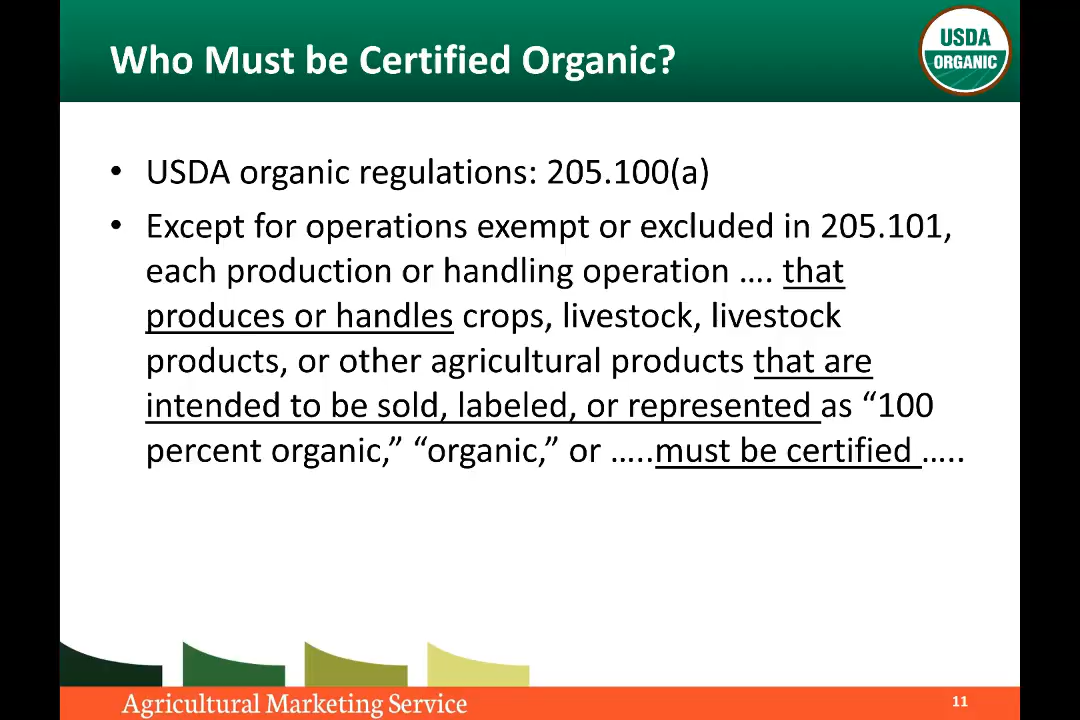 Who Must be Certified Organic?
USDA
ORGANIC
• USDA organic regulations: 205.100(a)
• Except for operations exempt or excluded in 205.101,
each production or handling operation …. that
produces or handles crops, livestock, livestock
products, or other agricultural products that are
intended to be sold, labeled, or represented as “100
percent organic,” “organic,” or …..must be certified …..
Agricultural Marketing Service
11